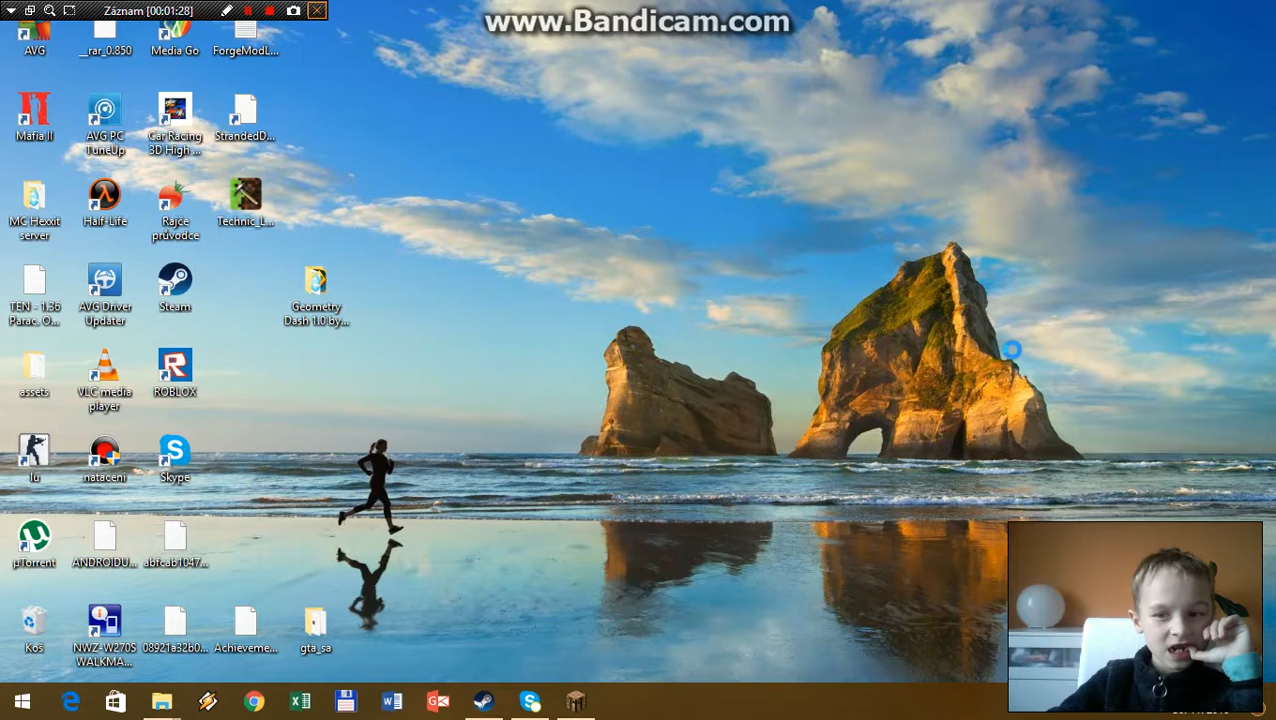 Záznam [00:01:28]
www.Bandicam.com
AVG
__rar_0.850
Media Go
ForgeModL...
Mafia II
AVG PC TuneUp
Car Racing 3D High ...
StrandedD...
MC Hexxit server
Half-Life
Rajče průvodce
Technic_L...
TEN - 1.36 Parac. O...
AVG Driver Updater
Steam
Geometry Dash 1.0 by...
assets
VLC media player
ROBLOX
lu
nataceni
Skype
µTorrent
ANDROIDU...
abfcab1047...
Koš
NWZ-W270S WALKMA...
08921a32b0...
Achieveme...
gta_sa